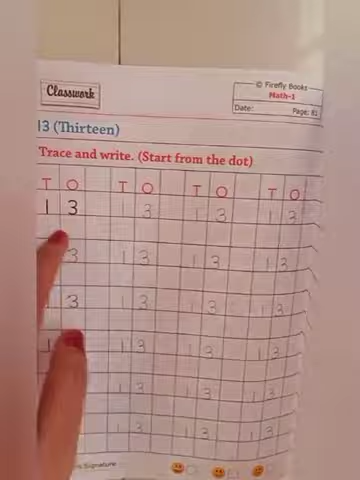 Classwork
© Firefly Books
Math-1
Date: Page: 81
13 (Thirteen)
Trace and write. (Start from the dot)
T O T O T O T O
1 3 1 3 1 3 1 3
3 1 3 1 3 1 3
3 1 3 1 3 1 3
1 1 3 1 3 1 3
1 3 1 3 1 3
1 3 1 3 1 3
Signature